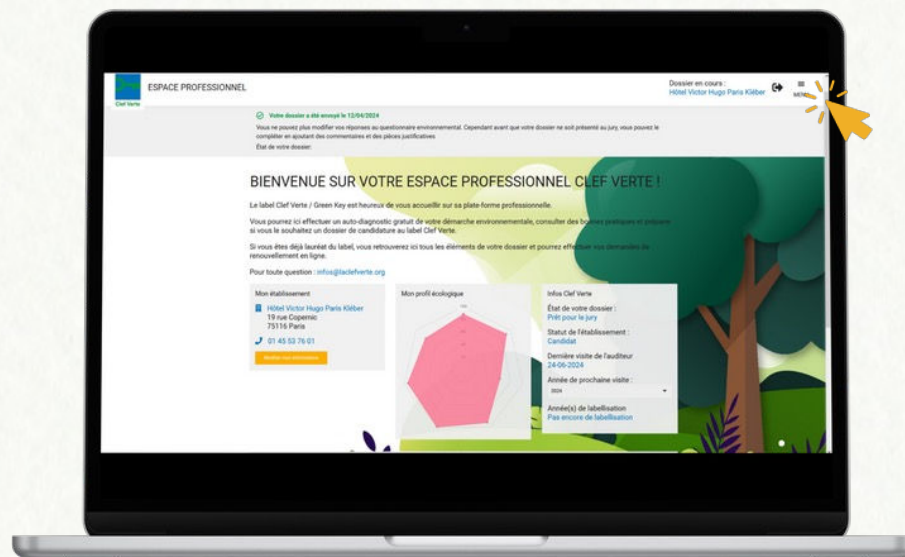 Clef Verte
ESPACE PROFESSIONNEL
Dossier en cours :
Hôtel Victor Hugo Paris Kléber
MENU
Votre dossier a été envoyé le 12/04/2024
Vous ne pouvez plus modifier vos réponses au questionnaire environnemental. Cependant avant que votre dossier ne soit présenté au jury, vous pouvez le
compléter en ajoutant des commentaires et des pièces justificatives
État de votre dossier:
BIENVENUE SUR VOTRE ESPACE PROFESSIONNEL CLEF VERTE !
Le label Clef Verte / Green Key est heureux de vous accueillir sur sa plate-forme professionnelle.
Vous pourrez ici effectuer un auto-diagnostic gratuit de votre démarche environnementale, consulter des bonnes pratiques et préparer
si vous le souhaitez un dossier de candidature au label Clef Verte.
Si vous êtes déjà lauréat du label, vous retrouverez ici tous les éléments de votre dossier et pourrez effectuer vos demandes de
renouvellement en ligne.
Pour toute question : infos@laclefverte.org
Mon établissement
Hôtel Victor Hugo Paris Kléber
19 rue Copernic
75116 Paris
01 45 53 76 01
Mon profil écologique
Infos Clef Verte
État de votre dossier :
Prêt pour le jury
Statut de l'établissement :
Candidat
Dernière visite de l'auditeur
24-06-2024
Année de prochaine visite :
2024
Année(s) de labellisation
Pas encore de labellisation